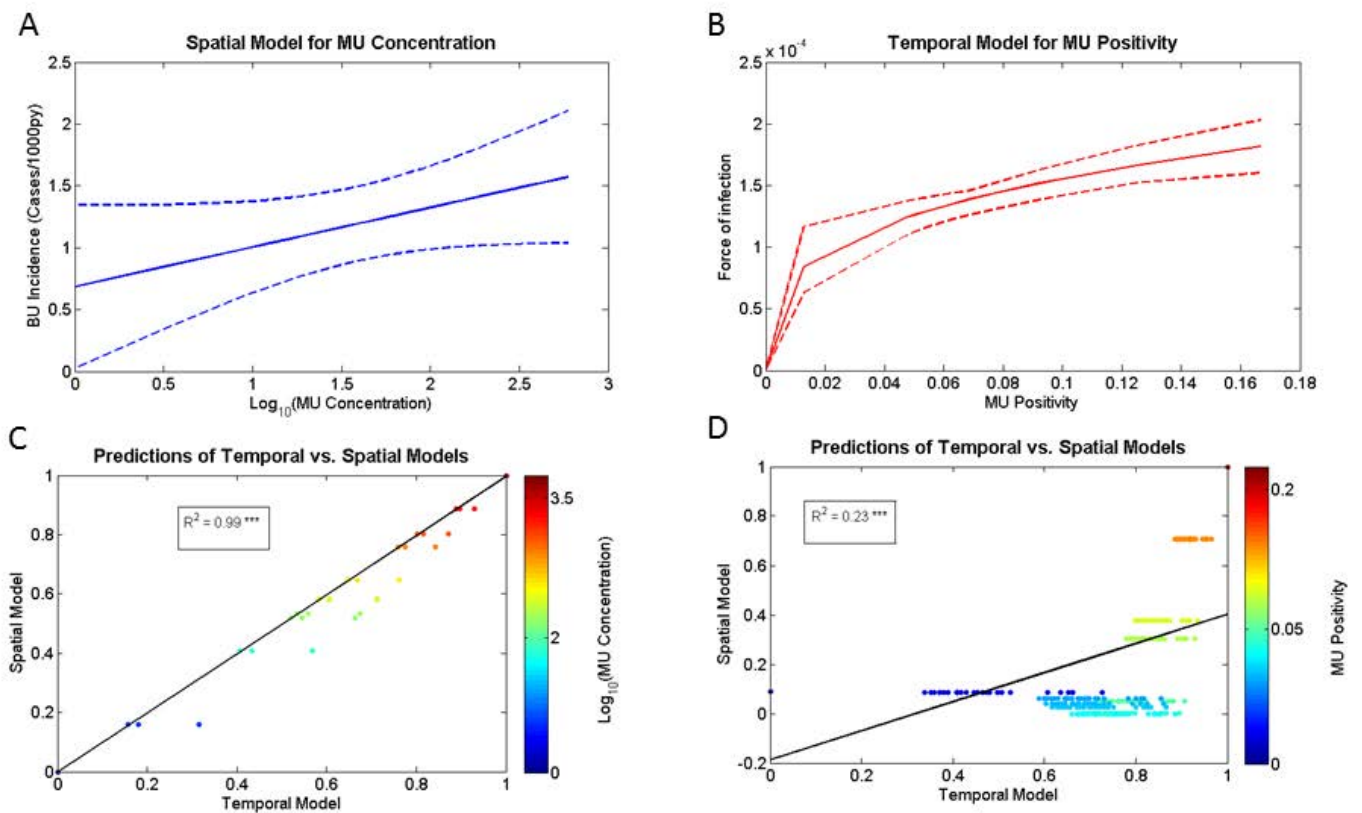 A
Spatial Model for MU Concentration
2.5
2
1.5
1
0.5
0
BU Incidence (Cases/1000py)
0 0.5 1 1.5 2 2.5 3
Log10(MU Concentration)
B
Temporal Model for MU Positivity
x 10-4
2.5
2
1.5
1
0.5
0
Force of infection
0 0.02 0.04 0.06 0.08 0.1 0.12 0.14 0.16 0.18
MU Positivity
C
Predictions of Temporal vs. Spatial Models
R2 = 0.99 ***
1
0.8
0.6
0.4
0.2
0
Spatial Model
0 0.2 0.4 0.6 0.8 1
Temporal Model
3.5
2
0
Log10(MU Concentration)
D
Predictions of Temporal vs. Spatial Models
R2 = 0.23 ***
1
0.8
0.6
0.4
0.2
0
-0.2
Spatial Model
0 0.2 0.4 0.6 0.8 1
Temporal Model
0.2
0.05
0
MU Positivity